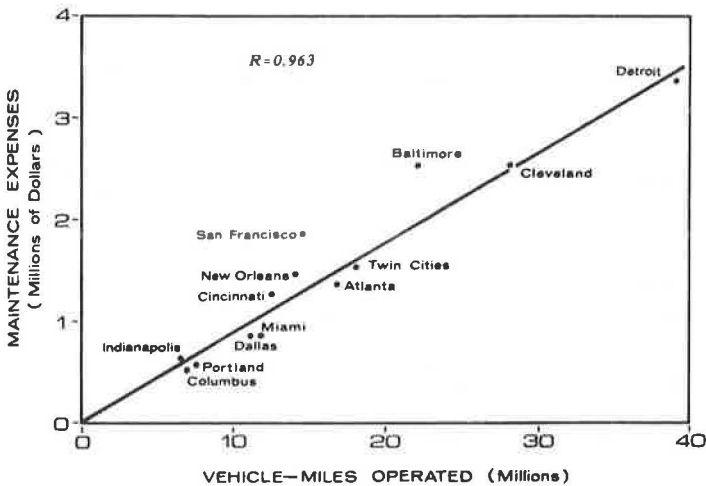 4
R=0.963
Detroit
3
Baltimore
Cleveland
MAINTENANCE EXPENSES
(Millions of Dollars)
2
San Francisco
Twin Cities
New Orleans
Atlanta
Cincinnati
1
Miami
Dallas
Indianapolis
Portland
Columbus
0
0 10 20 30 40
VEHICLE—MILES OPERATED (Millions)